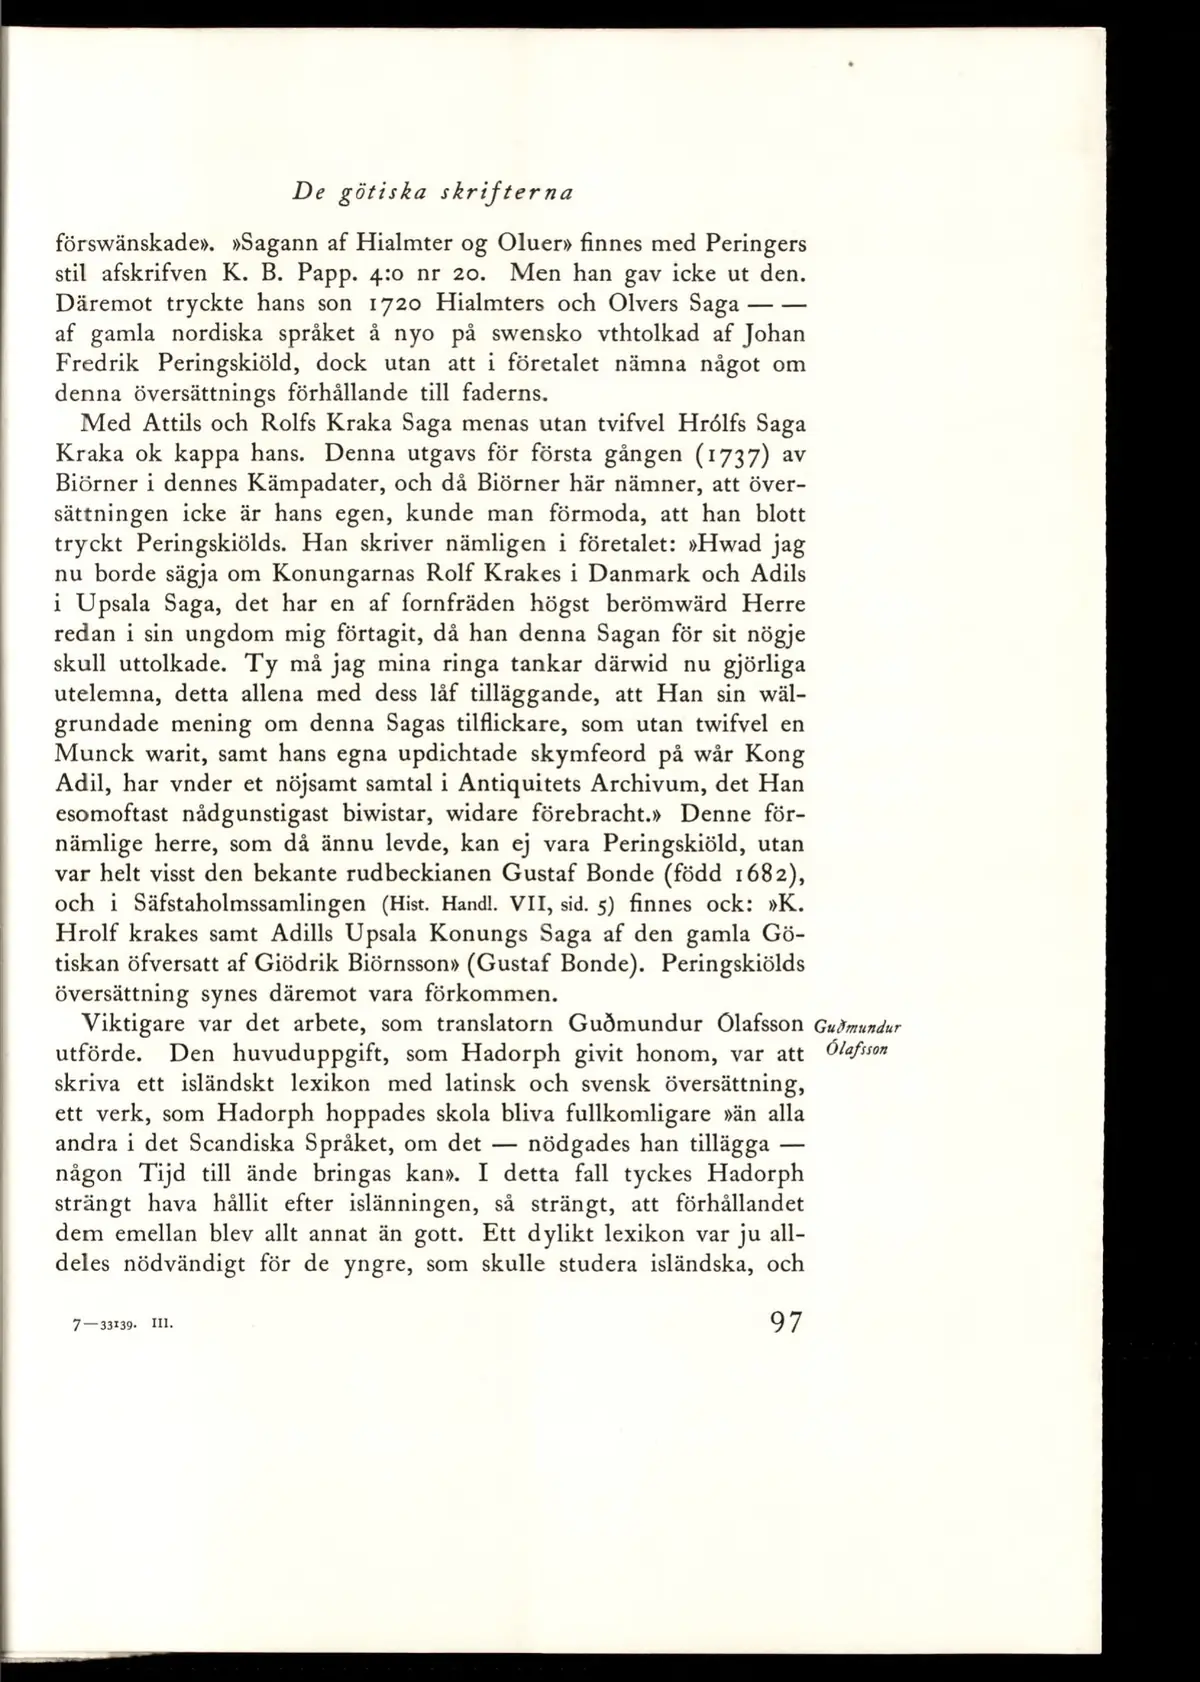 De götiska skrifterna
förswänskade». »Sagann af Hialmter og Oluer» finnes med Peringers
stil afskrifven K. B. Papp. 4:o nr 20. Men han gav icke ut den.
Däremot tryckte hans son 1720 Hialmters och Olvers Saga — —
af gamla nordiska språket å nyo på swensko vthtolkad af Johan
Fredrik Peringskiöld, dock utan att i företalet nämna något om
denna översättnings förhållande till faderns.
Med Attils och Rolfs Kraka Saga menas utan tvifvel Hrólfs Saga
Kraka ok kappa hans. Denna utgavs för första gången (1737) av
Biörner i dennes Kämpadater, och då Biörner här nämner, att över-
sättningen icke är hans egen, kunde man förmoda, att han blott
tryckt Peringskiölds. Han skriver nämligen i företalet: »Hwad jag
nu borde sägja om Konungarnas Rolf Krakes i Danmark och Adils
i Upsala Saga, det har en af fornfräden högst berömwärd Herre
redan i sin ungdom mig förtagit, då han denna Sagan för sit nögje
skull uttolkade. Ty må jag mina ringa tankar därwid nu gjörliga
utelemna, detta allena med dess låf tilläggande, att Han sin wäl-
grundade mening om denna Sagas tilflickare, som utan twifvel en
Munck warit, samt hans egna updichtade skymfeord på wår Kong
Adil, har vnder et nöjsamt samtal i Antiquitets Archivum, det Han
esomoftast nådgunstigast biwistar, widare förebracht.» Denne för-
nämlige herre, som då ännu levde, kan ej vara Peringskiöld, utan
var helt visst den bekante rudbeckianen Gustaf Bonde (född 1682),
och i Säfstaholmssamlingen (Hist. Handl. VII, sid. 5) finnes ock: »K.
Hrolf krakes samt Adills Upsala Konungs Saga af den gamla Gö-
tiskan öfversatt af Giödrik Biörnsson» (Gustaf Bonde). Peringskiölds
översättning synes däremot vara förkommen.
Viktigare var det arbete, som translatorn Guðmundur Ólafsson Guðmundur
utförde. Den huvuduppgift, som Hadorph givit honom, var att Ólafsson
skriva ett isländskt lexikon med latinsk och svensk översättning,
ett verk, som Hadorph hoppades skola bliva fullkomligare »än alla
andra i det Scandiska Språket, om det — nödgades han tillägga —
någon Tijd till ände bringas kan». I detta fall tyckes Hadorph
strängt hava hållit efter islänningen, så strängt, att förhållandet
dem emellan blev allt annat än gott. Ett dylikt lexikon var ju all-
deles nödvändigt för de yngre, som skulle studera isländska, och
7—33139. III. 97